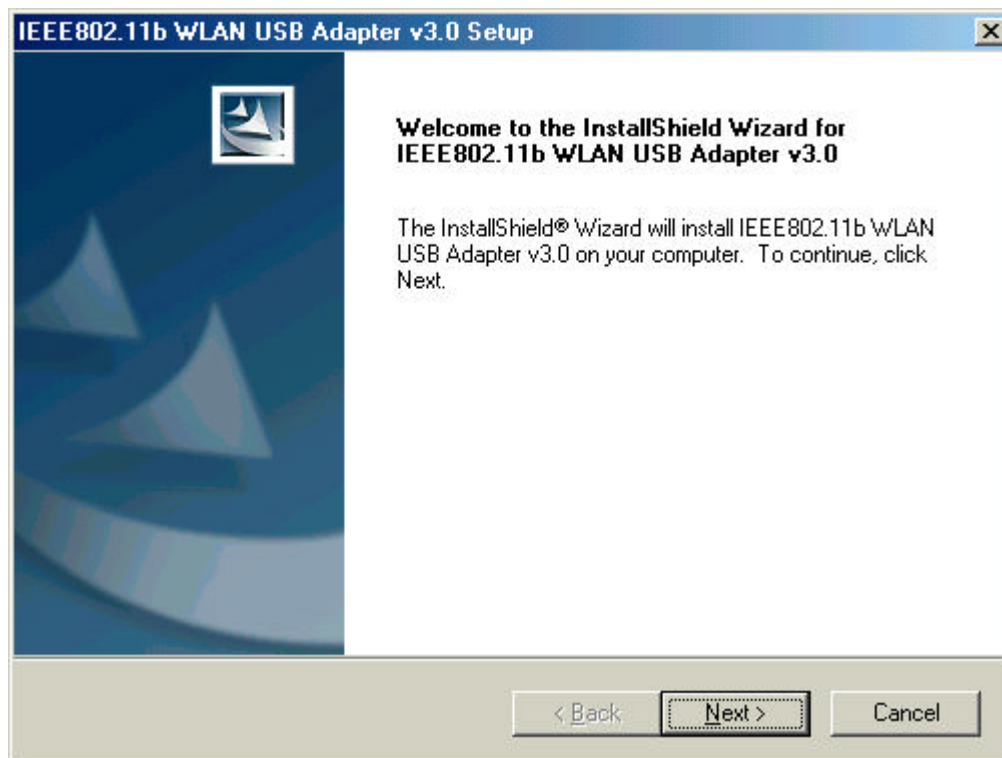 IEEE802.11b WLAN USB Adapter v3.0 Setup
Welcome to the InstallShield Wizard for
IEEE802.11b WLAN USB Adapter v3.0
The InstallShield® Wizard will install IEEE802.11b WLAN
USB Adapter v3.0 on your computer.  To continue, click
Next.
< Back
Next >
Cancel